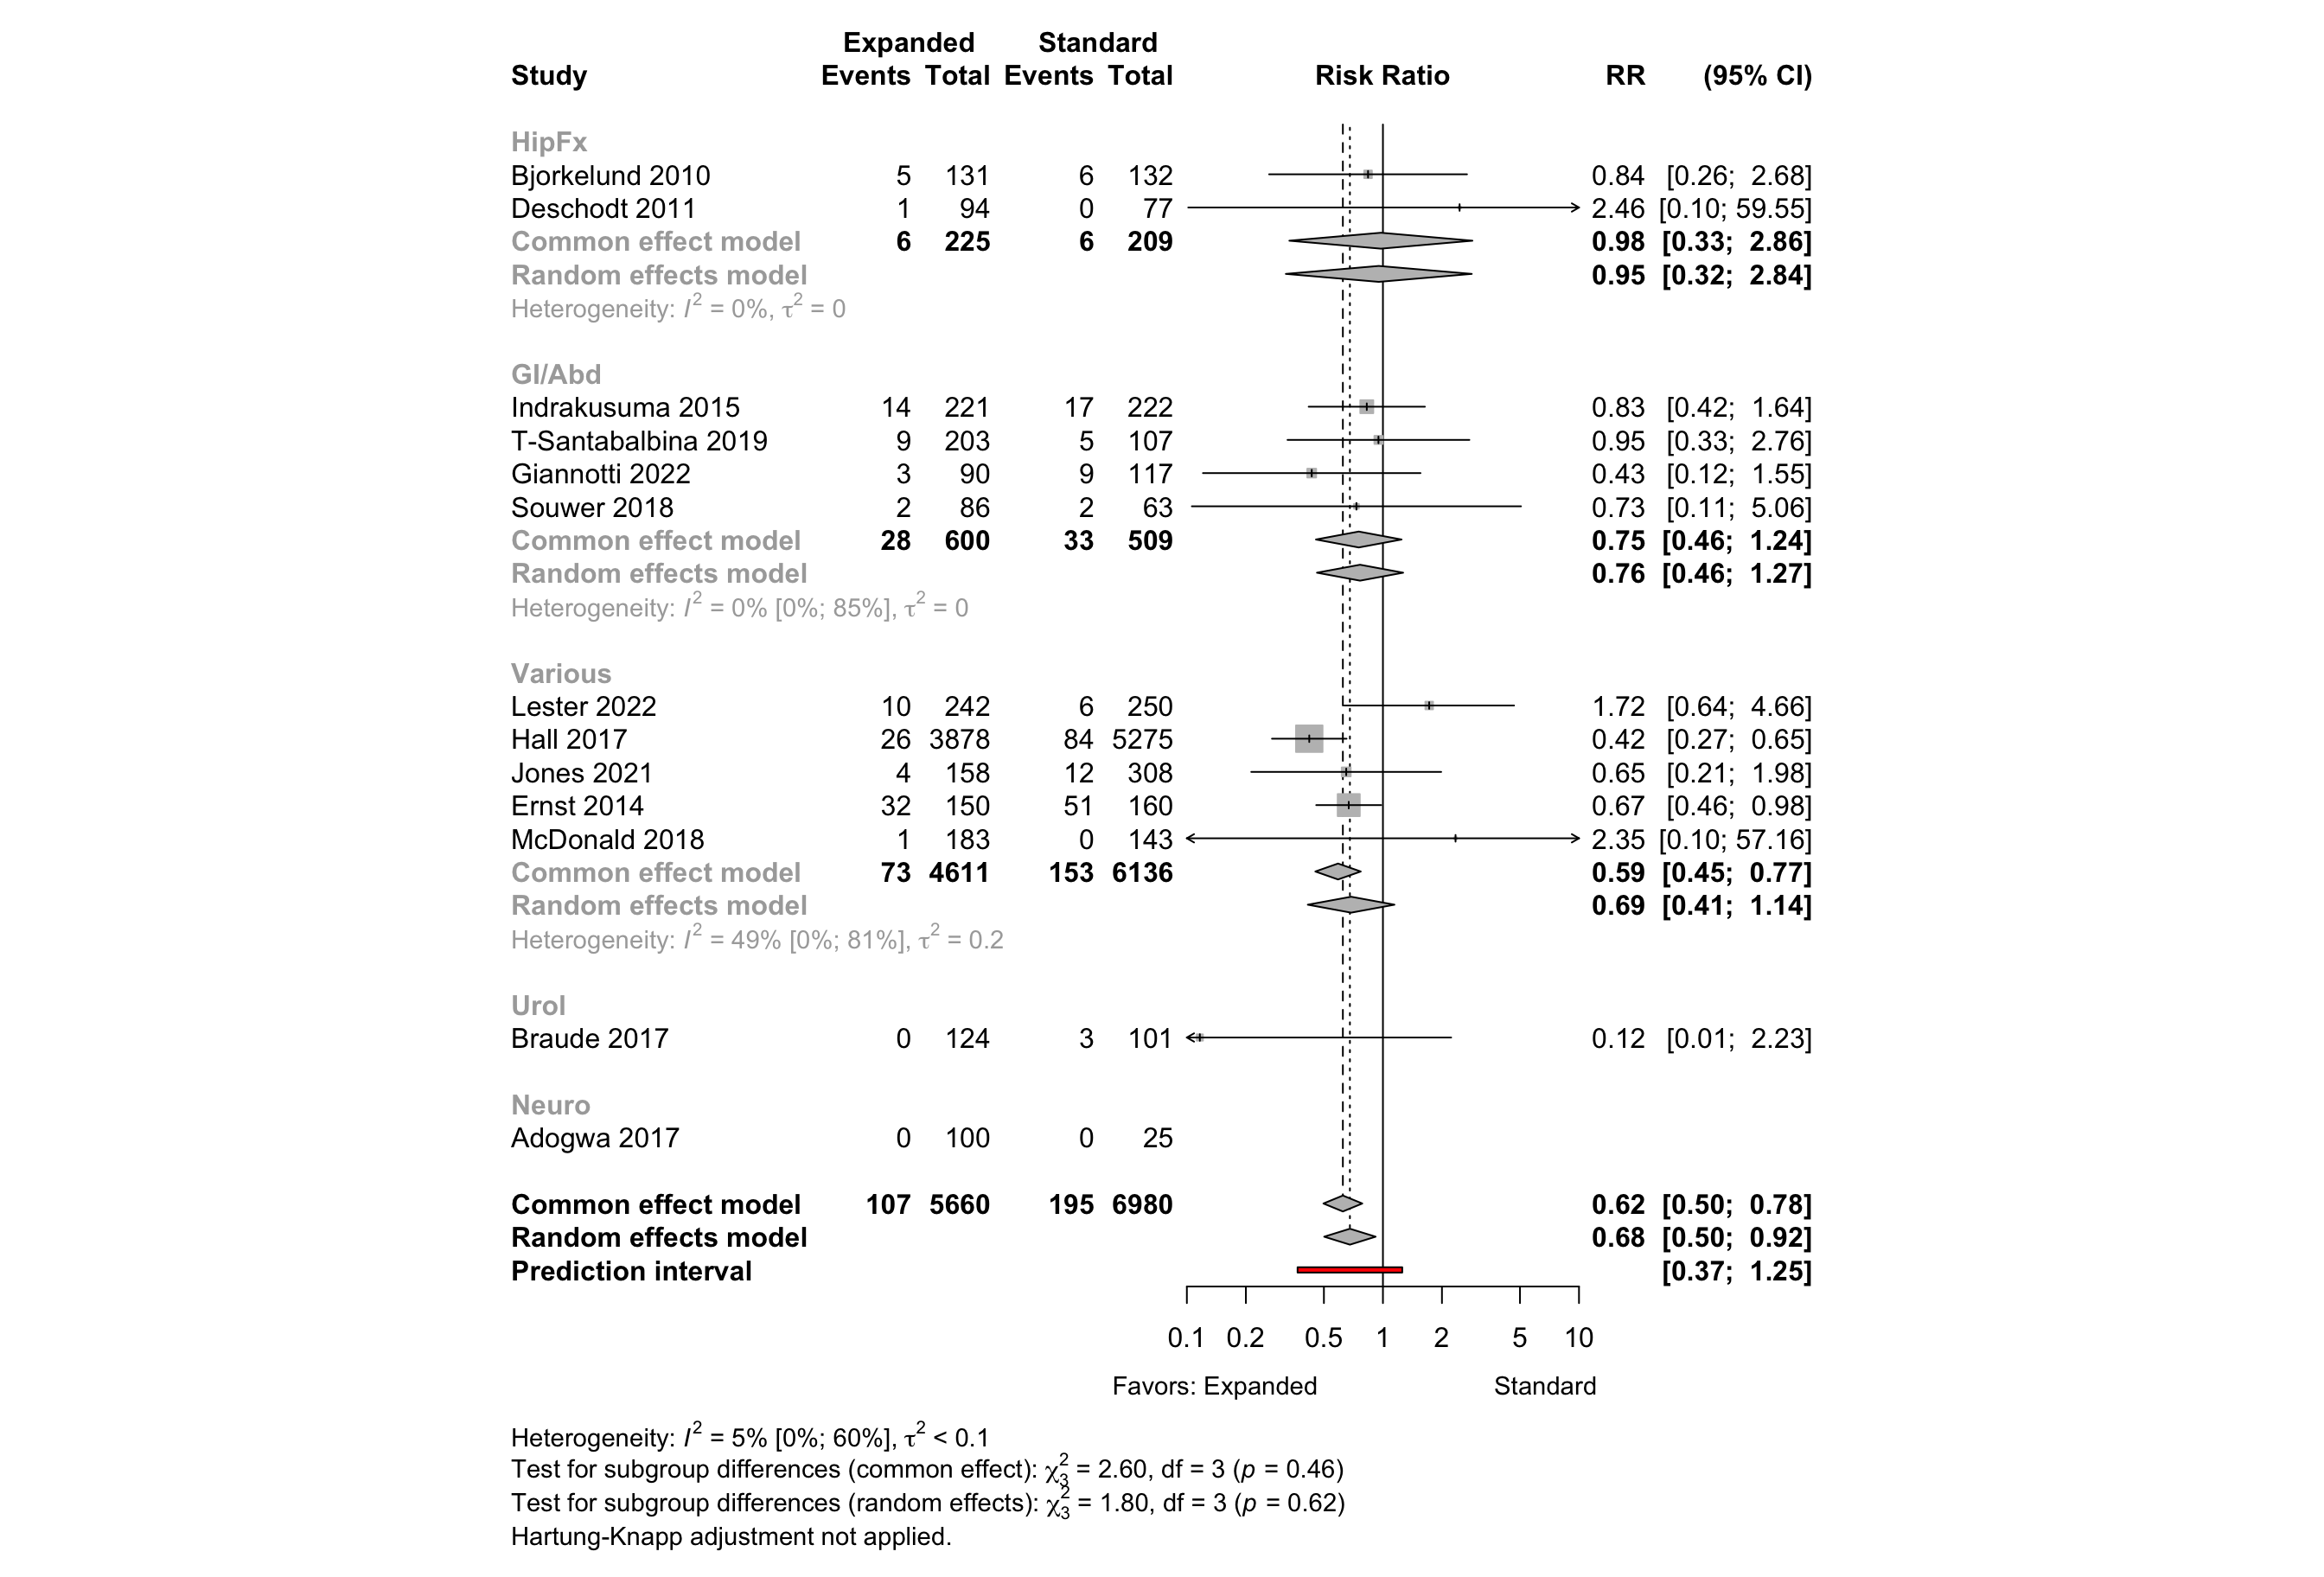 Expanded Standard
Study Events Total Events Total Risk Ratio RR (95% CI)
HipFx
Bjorkelund 2010 5 131 6 132 0.84 [0.26; 2.68]
Deschodt 2011 1 94 0 77 2.46 [0.10; 59.55]
Common effect model 6 225 6 209 0.98 [0.33; 2.86]
Random effects model 0.95 [0.32; 2.84]
Heterogeneity: I² = 0%, τ² = 0
GI/Abd
Indrakusuma 2015 14 221 17 222 0.83 [0.42; 1.64]
T-Santabalbina 2019 9 203 5 107 0.95 [0.33; 2.76]
Giannotti 2022 3 90 9 117 0.43 [0.12; 1.55]
Souwer 2018 2 86 2 63 0.73 [0.11; 5.06]
Common effect model 28 600 33 509 0.75 [0.46; 1.24]
Random effects model 0.76 [0.46; 1.27]
Heterogeneity: I² = 0% [0%; 85%], τ² = 0
Various
Lester 2022 10 242 6 250 1.72 [0.64; 4.66]
Hall 2017 26 3878 84 5275 0.42 [0.27; 0.65]
Jones 2021 4 158 12 308 0.65 [0.21; 1.98]
Ernst 2014 32 150 51 160 0.67 [0.46; 0.98]
McDonald 2018 1 183 0 143 2.35 [0.10; 57.16]
Common effect model 73 4611 153 6136 0.59 [0.45; 0.77]
Random effects model 0.69 [0.41; 1.14]
Heterogeneity: I² = 49% [0%; 81%], τ² = 0.2
Urol
Braude 2017 0 124 3 101 0.12 [0.01; 2.23]
Neuro
Adogwa 2017 0 100 0 25
Common effect model 107 5660 195 6980 0.62 [0.50; 0.78]
Random effects model 0.68 [0.50; 0.92]
Prediction interval [0.37; 1.25]
0.1 0.2 0.5 1 2 5 10
Favors: Expanded Standard
Heterogeneity: I² = 5% [0%; 60%], τ² < 0.1
Test for subgroup differences (common effect): χ²₃ = 2.60, df = 3 (p = 0.46)
Test for subgroup differences (random effects): χ²₃ = 1.80, df = 3 (p = 0.62)
Hartung-Knapp adjustment not applied.